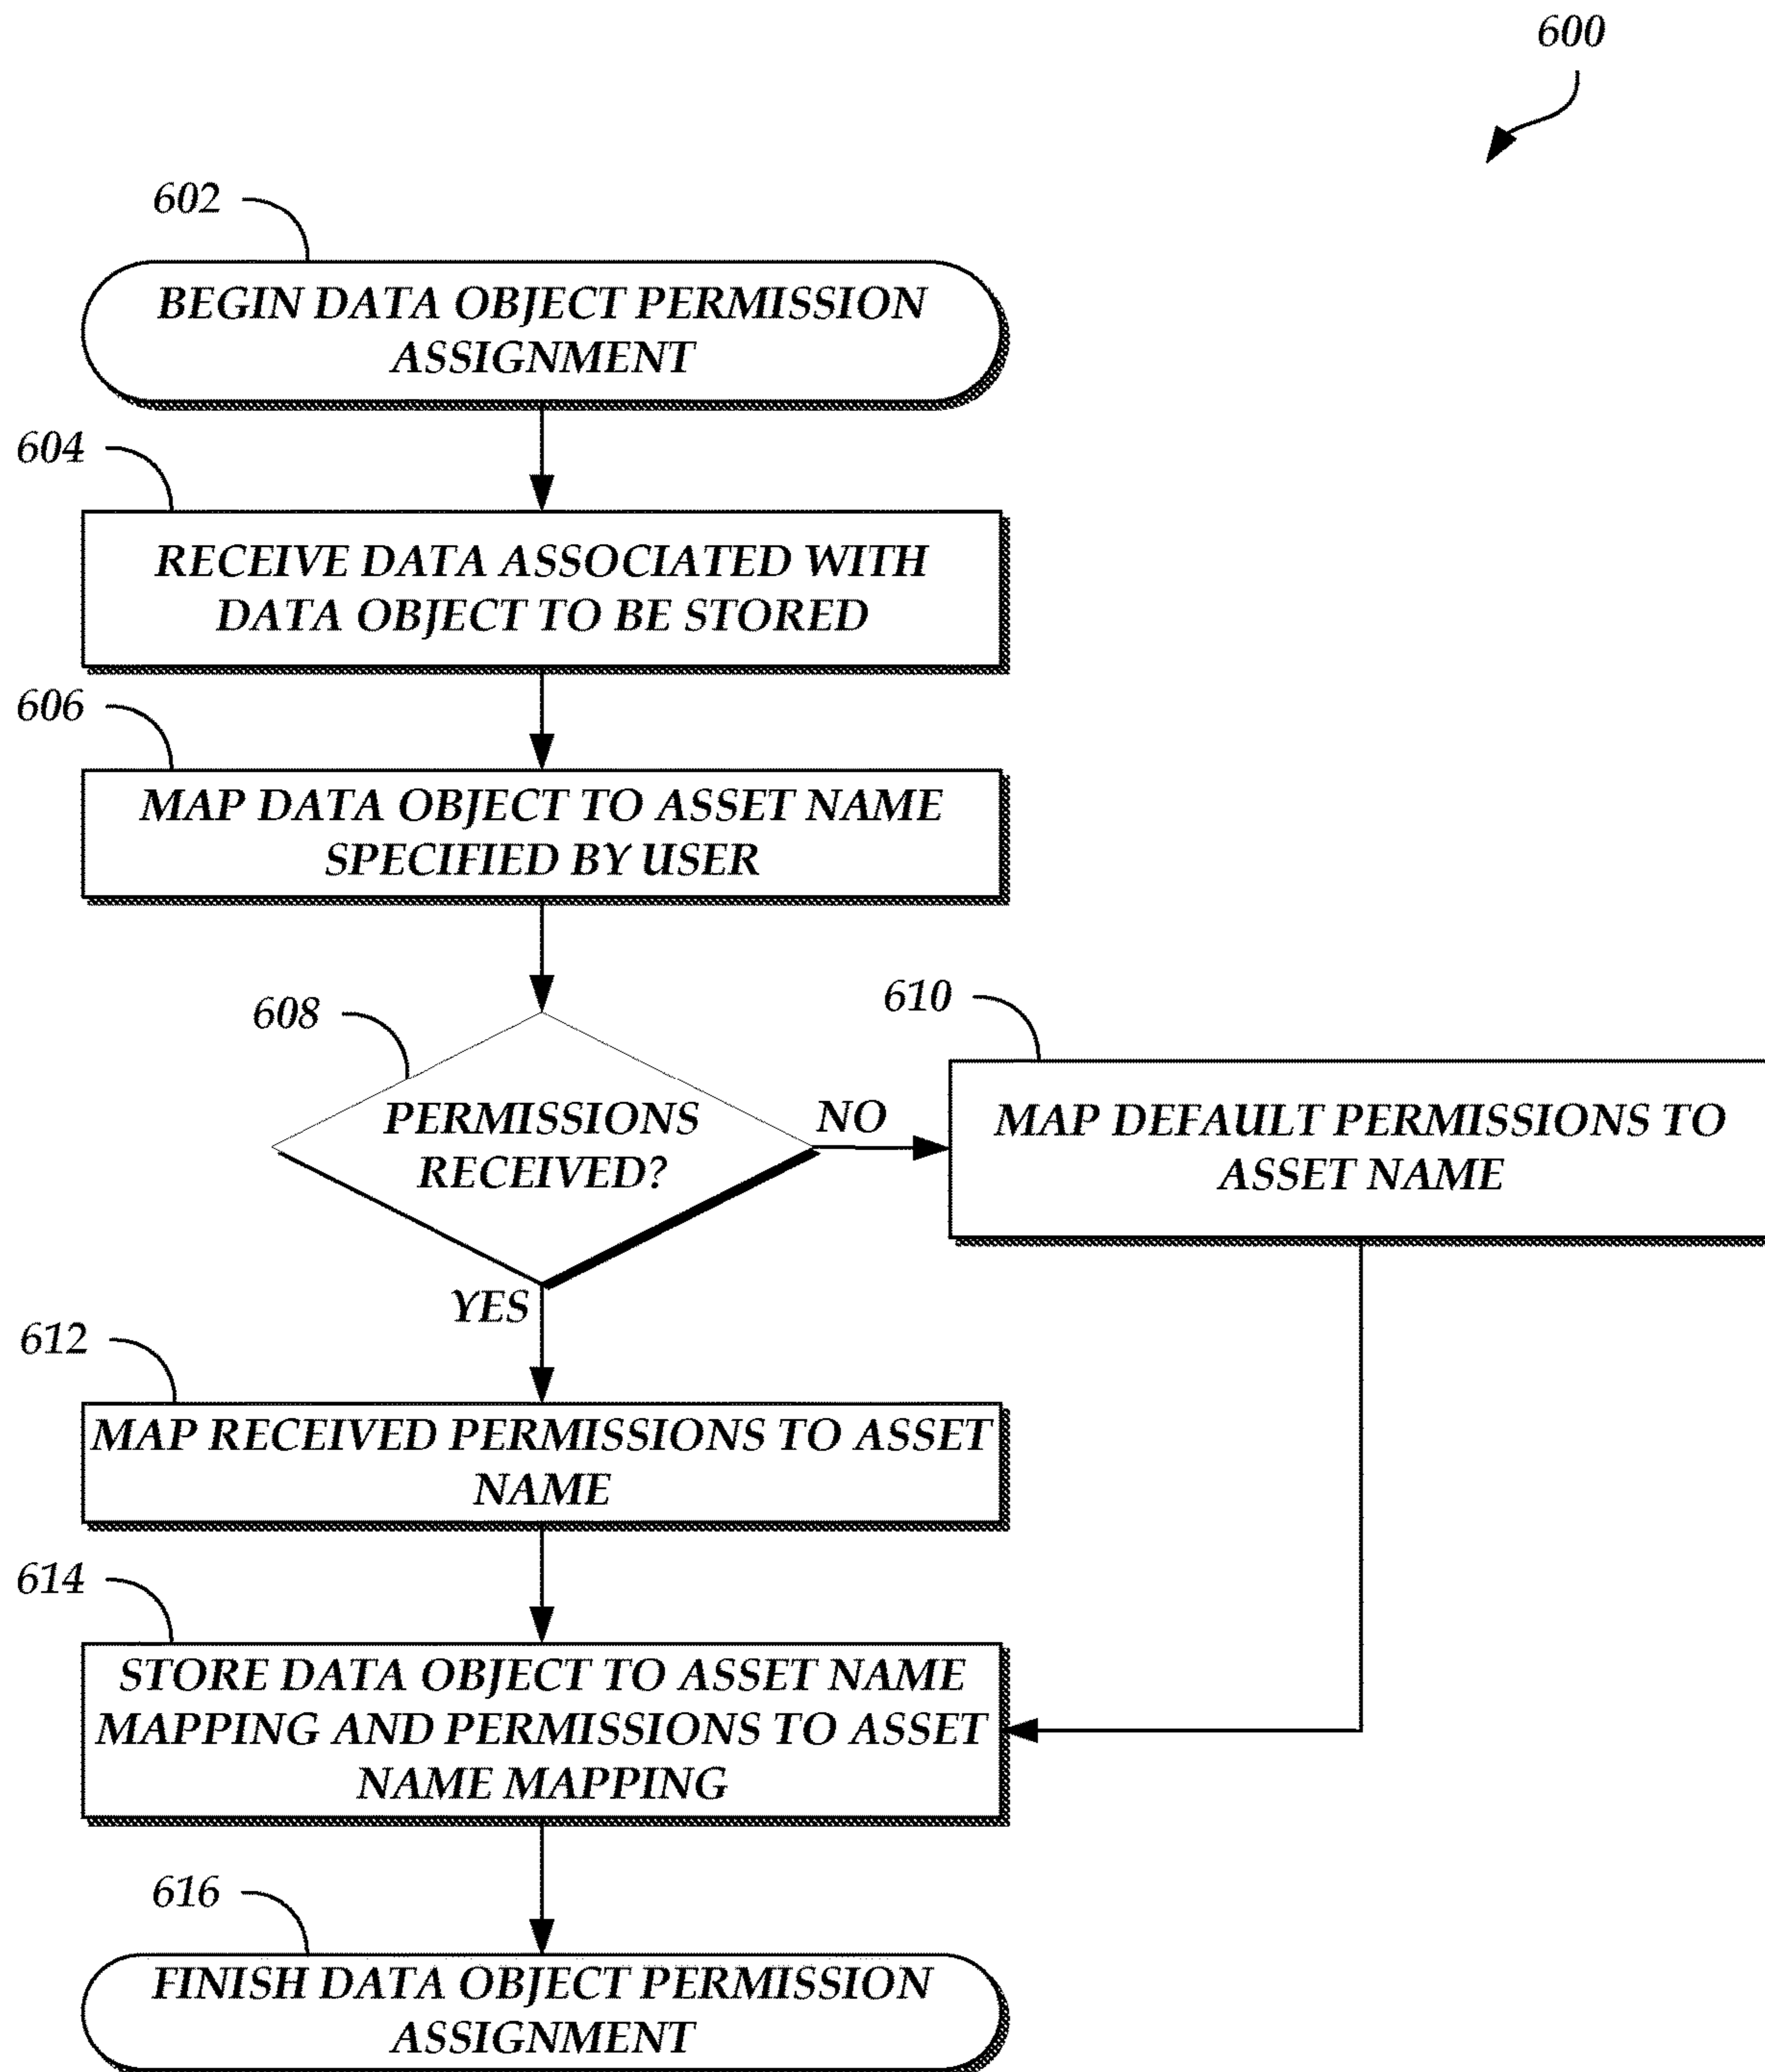 600
602
BEGIN DATA OBJECT PERMISSION
ASSIGNMENT
604
RECEIVE DATA ASSOCIATED WITH
DATA OBJECT TO BE STORED
606
MAP DATA OBJECT TO ASSET NAME
SPECIFIED BY USER
608
PERMISSIONS
RECEIVED?
NO
610
MAP DEFAULT PERMISSIONS TO
ASSET NAME
YES
612
MAP RECEIVED PERMISSIONS TO ASSET
NAME
614
STORE DATA OBJECT TO ASSET NAME
MAPPING AND PERMISSIONS TO ASSET
NAME MAPPING
616
FINISH DATA OBJECT PERMISSION
ASSIGNMENT